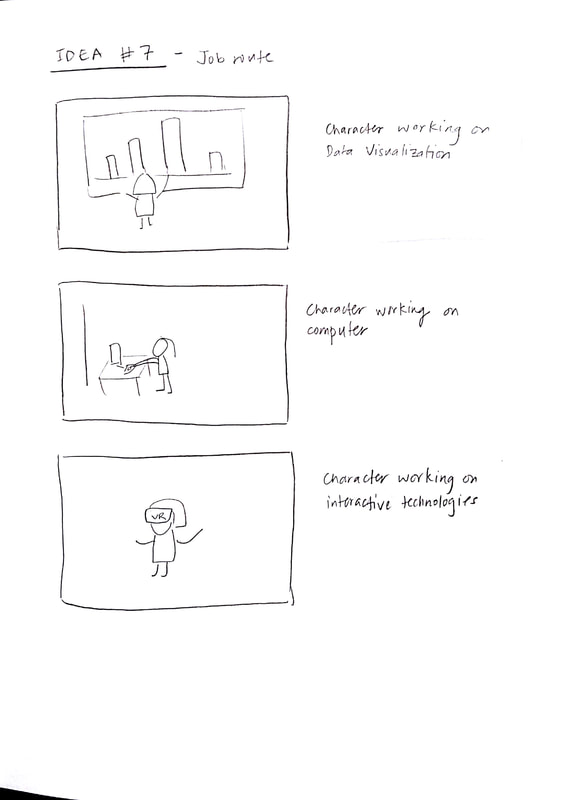 IDEA #7 - Job route
Character working on
Data Visualization
Character working on
computer
VR
Character working on
interactive technologies